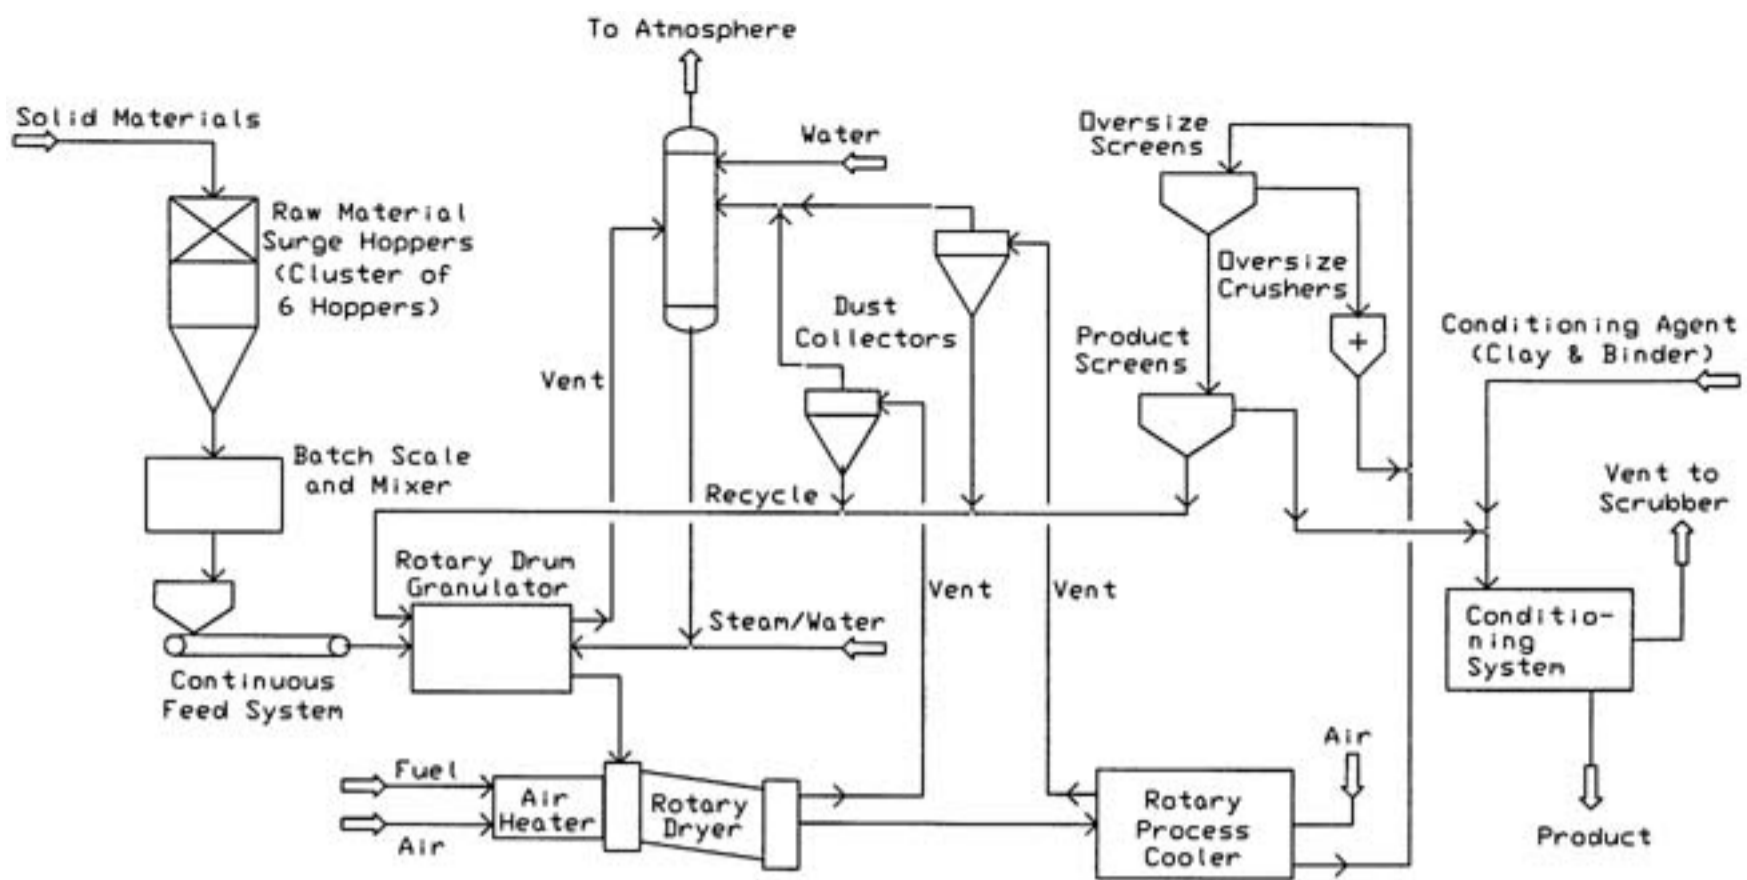 To Atmosphere
Solid Materials
Water
Oversize
Screens
Raw Material
Surge Hoppers
(Cluster of
6 Hoppers)
Oversize
Crushers
Dust
Collectors
Product
Screens
+
Conditioning Agent
(Clay & Binder)
Vent
Batch Scale
and Mixer
Recycle
Vent to
Scrubber
Rotary Drum
Granulator
Vent
Vent
Steam/Water
Conditio-
ning
System
Continuous
Feed System
Air
Fuel
Air
Heater
Rotary
Dryer
Rotary
Process
Cooler
Air
Product